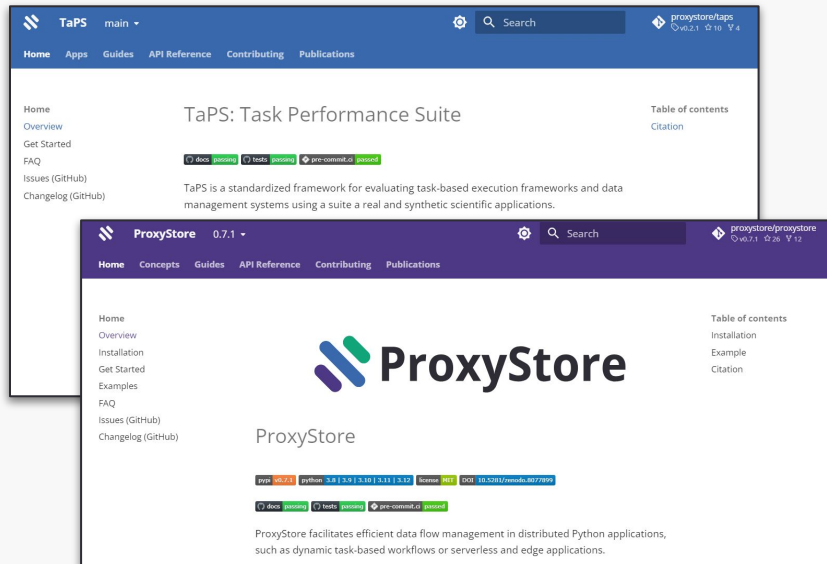 TaPS main
Search
proxystore/taps
v0.2.1 10 4
Home Apps Guides API Reference Contributing Publications
Home
Overview
Get Started
FAQ
Issues (GitHub)
Changelog (GitHub)
TaPS: Task Performance Suite
docs passing tests passing pre-commit.ci passed
TaPS is a standardized framework for evaluating task-based execution frameworks and data
management systems using a suite a real and synthetic scientific applications.
Table of contents
Citation
ProxyStore 0.7.1
Search
proxystore/proxystore
v0.7.1 26 12
Home Concepts Guides API Reference Contributing Publications
Home
Overview
Installation
Get Started
Examples
FAQ
Issues (GitHub)
Changelog (GitHub)
ProxyStore
ProxyStore
pypi v0.7.1 python 3.8 | 3.9 | 3.10 | 3.11 | 3.12 license MIT DOI 10.5281/zenodo.8077899
docs passing tests passing pre-commit.ci passed
ProxyStore facilitates efficient data flow management in distributed Python applications,
such as dynamic task-based workflows or serverless and edge applications.
Table of contents
Installation
Example
Citation